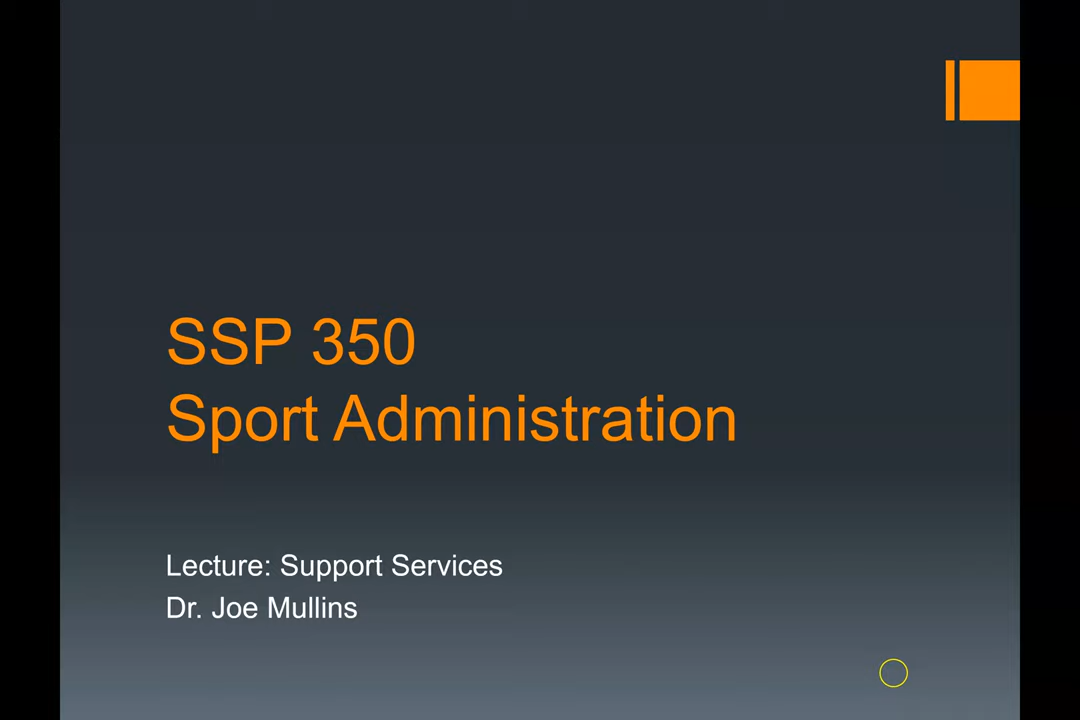 SSP 350
Sport Administration
Lecture: Support Services
Dr. Joe Mullins